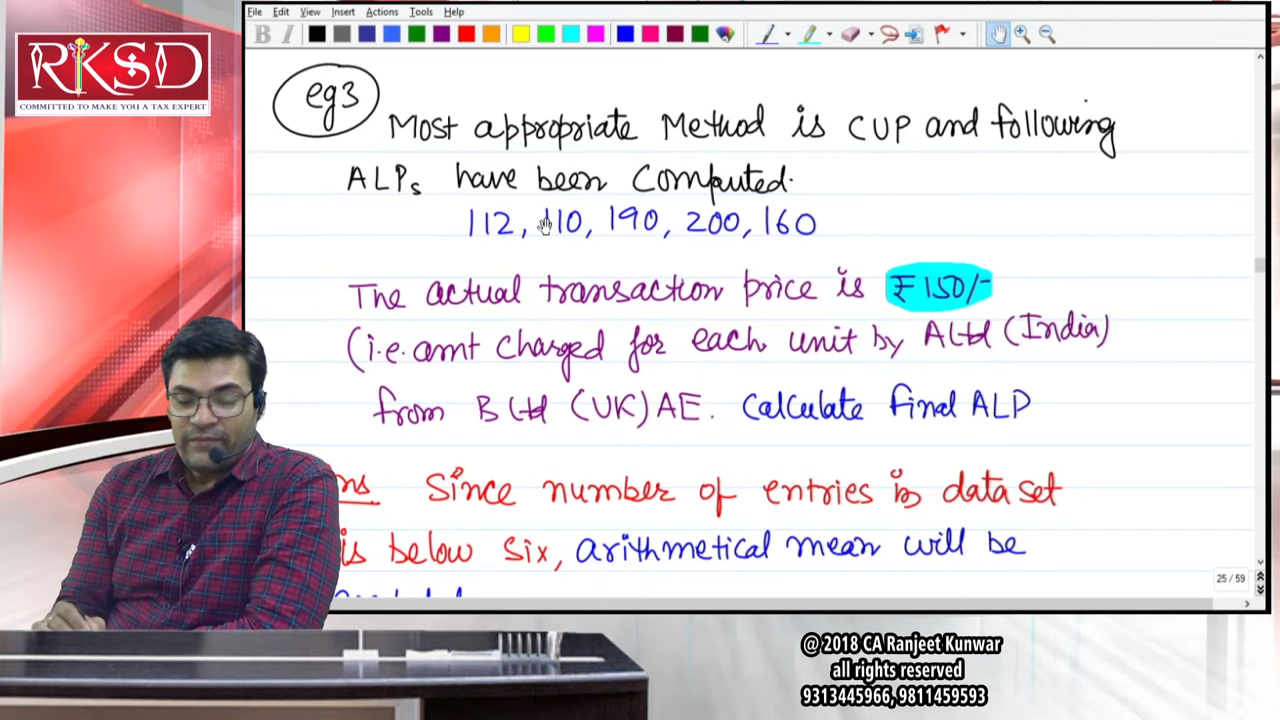 RKSD
COMMITTED TO MAKE YOU A TAX EXPERT
File Edit View Insert Actions Tools Help
B I
eg3
Most appropriate Method is CUP and following
ALPs have been Computed.
112, 110, 190, 200, 160
The actual transaction price is ₹150/-
(i.e. amt charged for each unit by A Ltd (India)
from B Ltd (UK) AE. Calculate final ALP
ns Since number of entries in data set
is below six, arithmetical mean will be
25 / 59
@ 2018 CA Ranjeet Kunwar
all rights reserved
9313445966, 9811459593